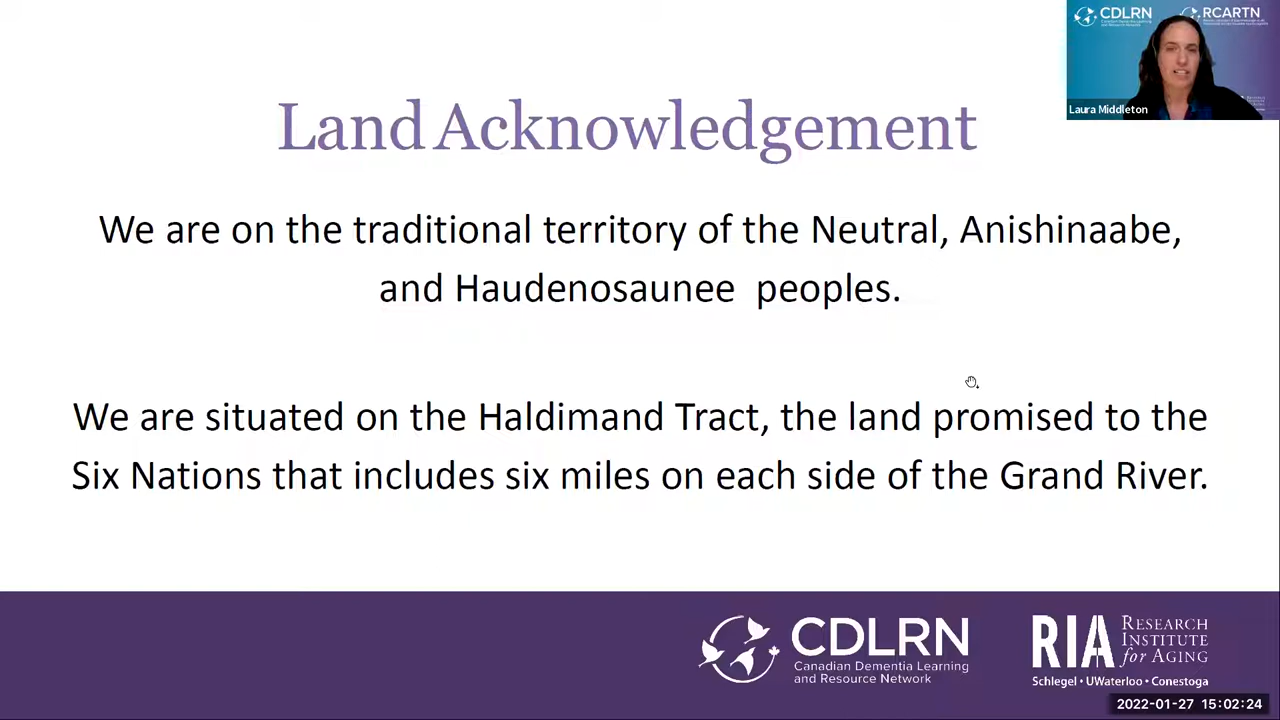 CDLRN
RCARTN
Laura Middleton
Land Acknowledgement
We are on the traditional territory of the Neutral, Anishinaabe,
and Haudenosaunee peoples.
We are situated on the Haldimand Tract, the land promised to the
Six Nations that includes six miles on each side of the Grand River.
CDLRN
Canadian Dementia Learning
and Resource Network
RIA
RESEARCH
INSTITUTE
for AGING
Schlegel • UWaterloo • Conestoga
2022-01-27 15:02:24